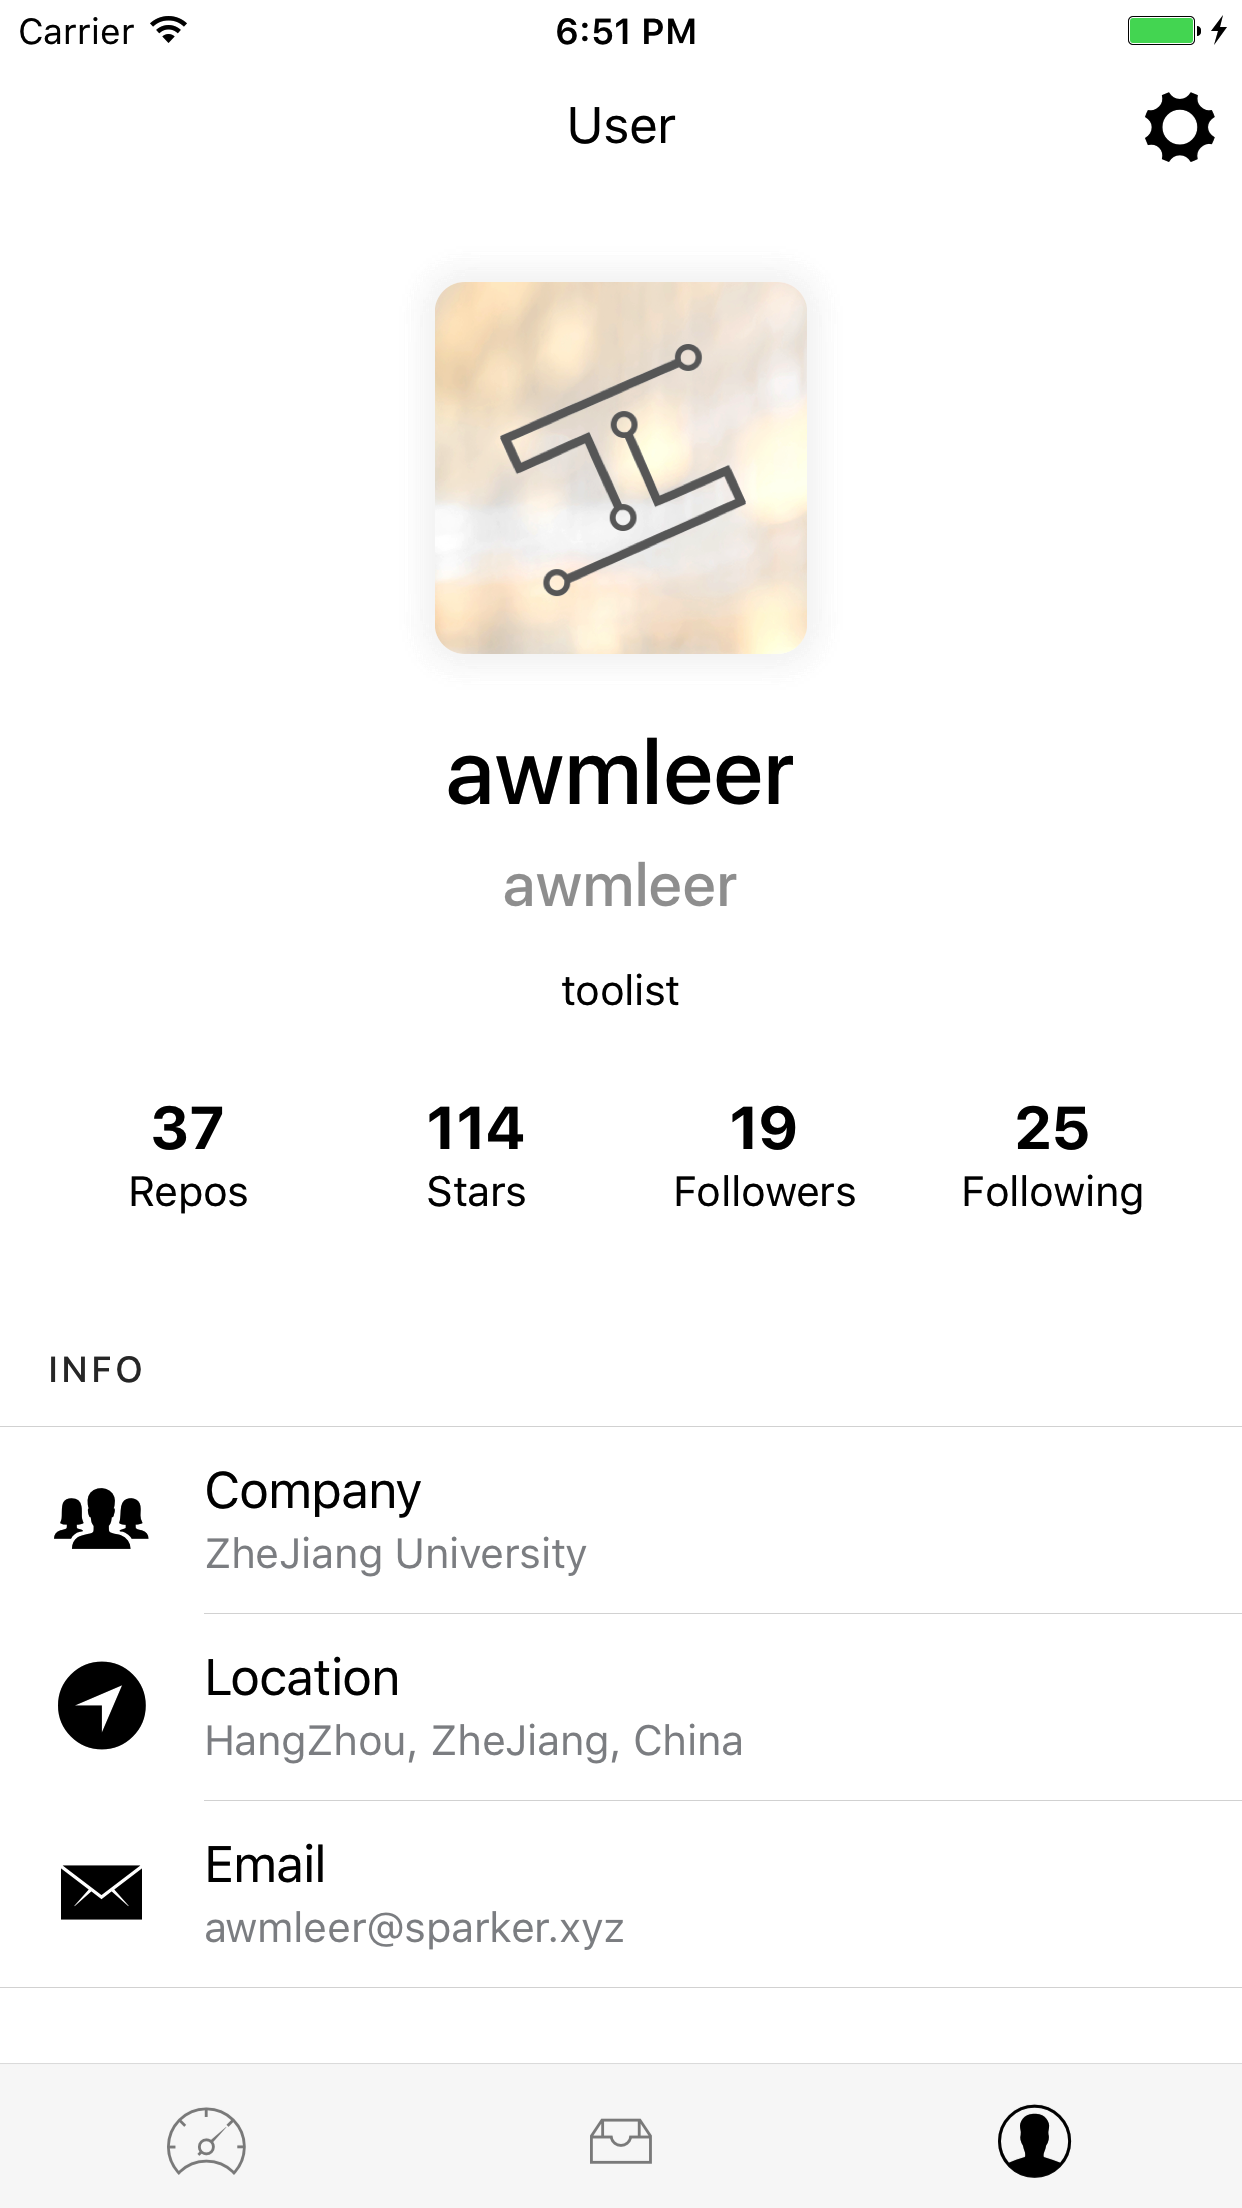 Carrier 6:51 PM
User
awmleer
awmleer
toolist
37 114 19 25
Repos Stars Followers Following
INFO
Company
ZheJiang University
Location
HangZhou, ZheJiang, China
Email
awmleer@sparker.xyz